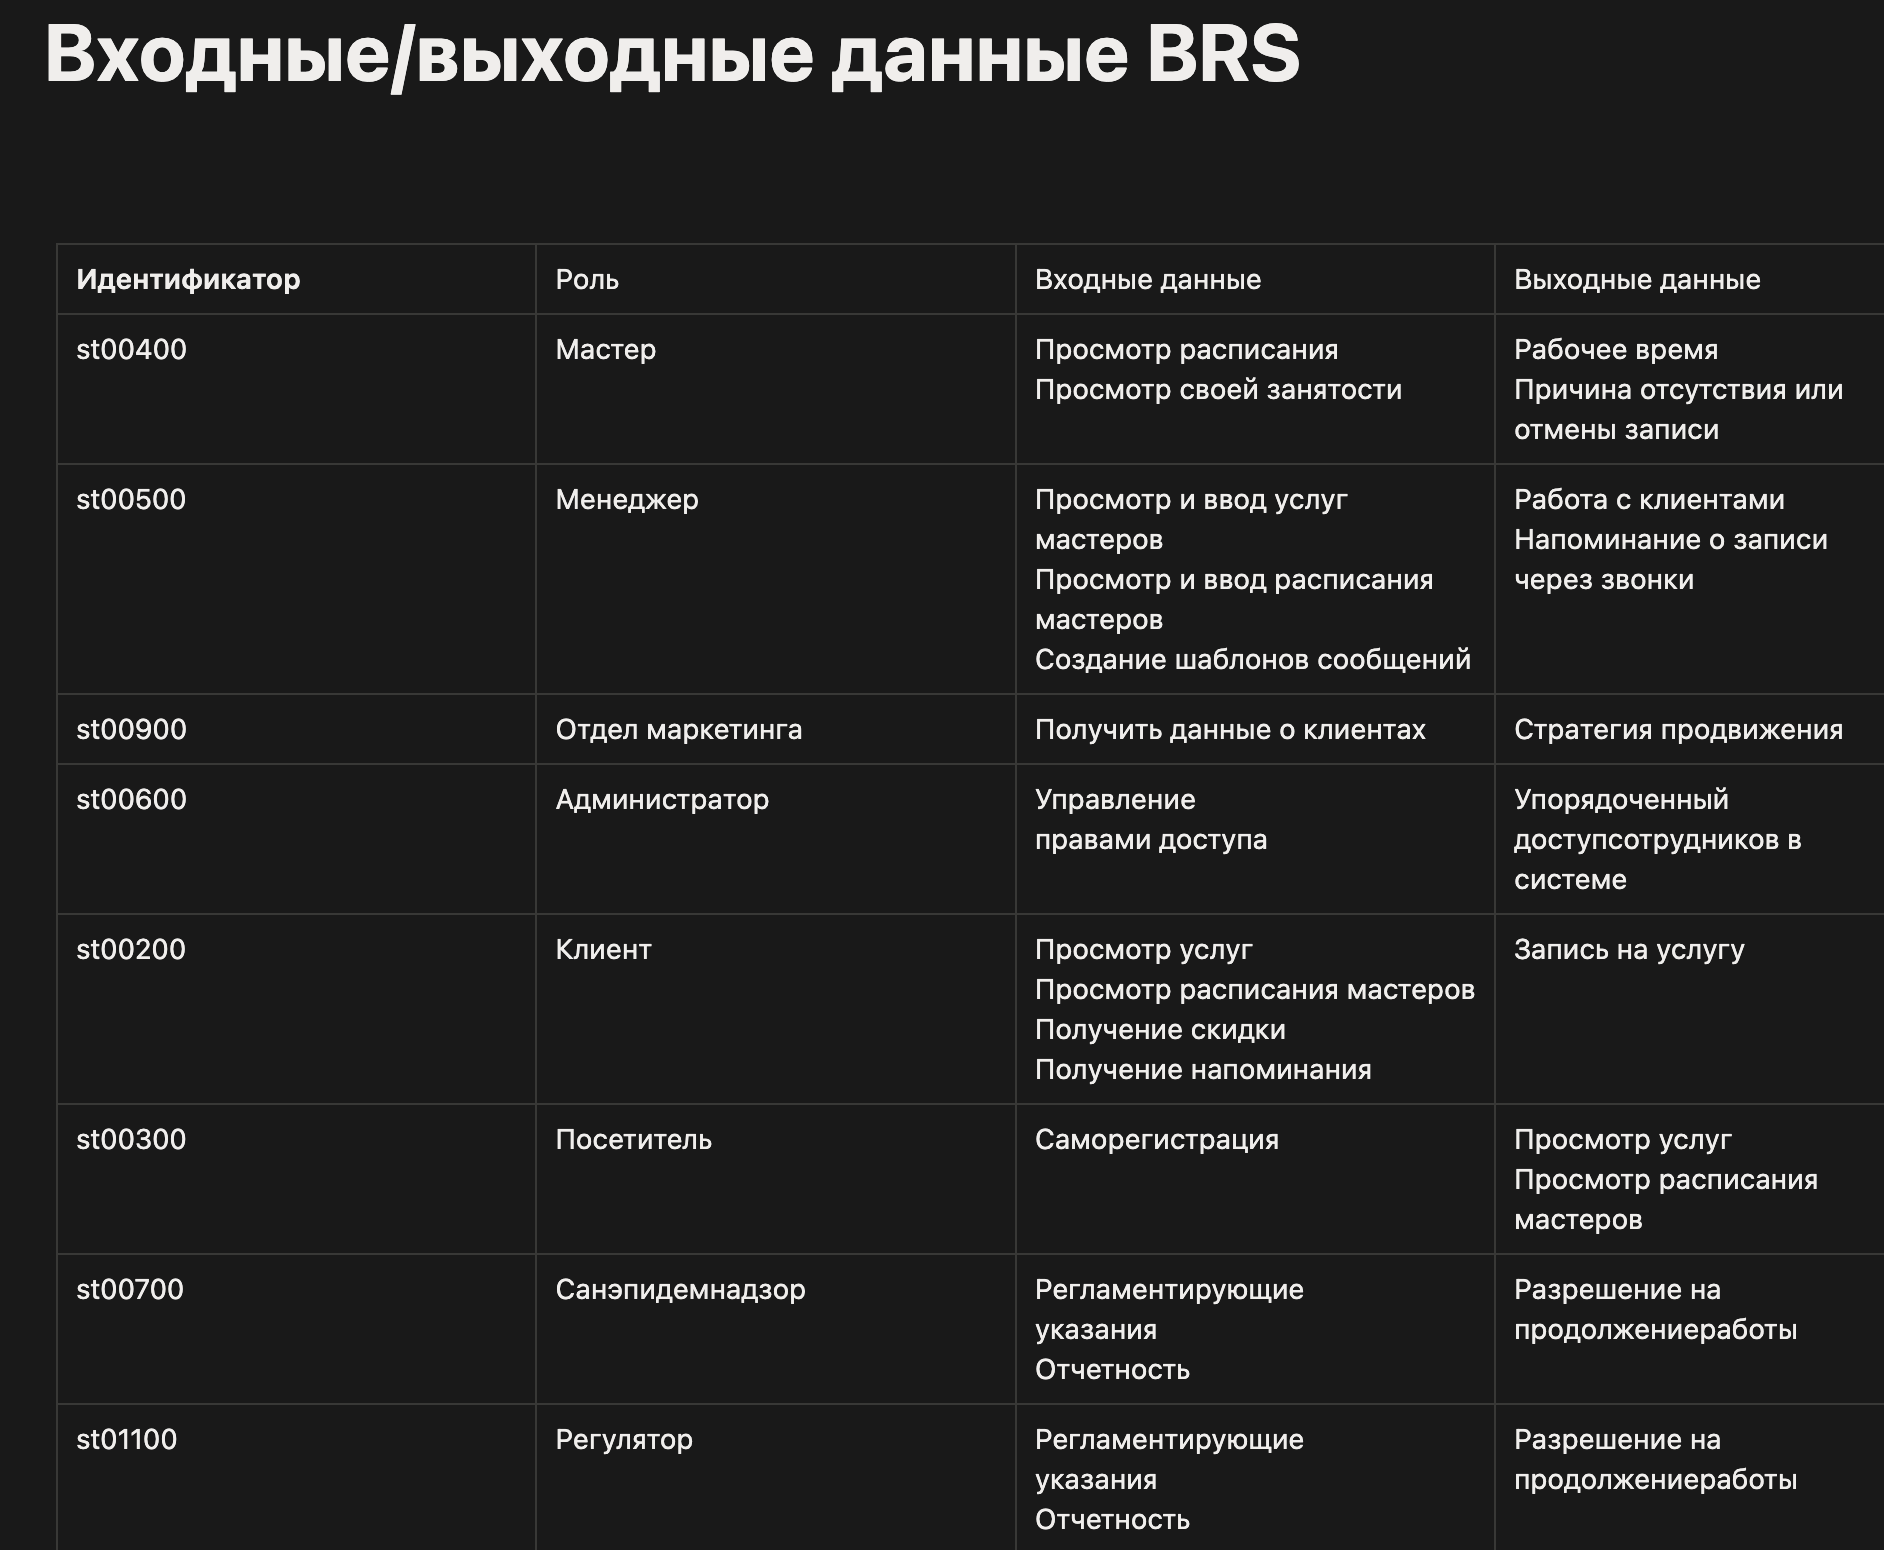 Входные/выходные данные BRS
Идентификатор
Роль
Входные данные
Выходные данные
st00400
Мастер
Просмотр расписания
Просмотр своей занятости
Рабочее время
Причина отсутствия или
отмены записи
st00500
Менеджер
Просмотр и ввод услуг
мастеров
Просмотр и ввод расписания
мастеров
Создание шаблонов сообщений
Работа с клиентами
Напоминание о записи
через звонки
st00900
Отдел маркетинга
Получить данные о клиентах
Стратегия продвижения
st00600
Администратор
Управление
правами доступа
Упорядоченный
доступсотрудников в
системе
st00200
Клиент
Просмотр услуг
Просмотр расписания мастеров
Получение скидки
Получение напоминания
Запись на услугу
st00300
Посетитель
Саморегистрация
Просмотр услуг
Просмотр расписания
мастеров
st00700
Санэпидемнадзор
Регламентирующие
указания
Отчетность
Разрешение на
продолжениеработы
st01100
Регулятор
Регламентирующие
указания
Отчетность
Разрешение на
продолжениеработы